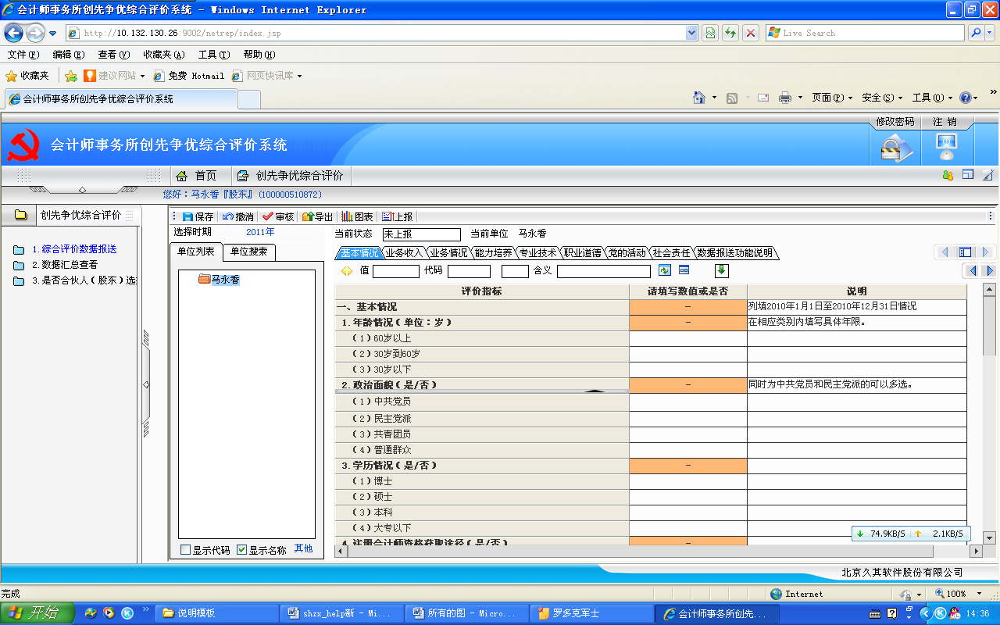 会计师事务所创先争优综合评价系统 - Windows Internet Explorer
http://10.132.130.26:9002/netrep/index.jsp
Live Search
文件(F) 编辑(E) 查看(V) 收藏夹(A) 工具(T) 帮助(H)
收藏夹 建议网站 免费 Hotmail 网页快讯库
会计师事务所创先争优综合评价系统 页面(P) 安全(S) 工具(O) »
修改密码 注 销
会计师事务所创先争优综合评价系统
首页 创先争优综合评价
您好：马永香『股东』(100000510872)
创先争优综合评价
1.综合评价数据报送
2.数据汇总查看
3.是否合伙人（股东）选
保存 撤消 审核 导出 图表 上报
选择时期 2011年
当前状态 未上报 当前单位 马永香
单位列表 单位搜索
马永香
显示代码 显示名称 其他
基本情况 业务收入 业务情况 能力培养 专业技术 职业道德 党的活动 社会责任 数据报送功能说明
值 代码 含义
评价指标 请填写数值或是否 说明
一、基本情况 — 列填2010年1月1日至2010年12月31日情况
1.年龄情况（单位：岁） — 在相应类别内填写具体年限。
（1）60岁以上
（2）30岁到60岁
（3）30岁以下
2.政治面貌（是/否） — 同时为中共党员和民主党派的可以多选。
（1）中共党员
（2）民主党派
（3）共青团员
（4）普通群众
3.学历情况（是/否） —
（1）博士
（2）硕士
（3）本科
（4）大专以下
4.注册会计师资格获取途径（是/否） —
74.9KB/S 2.1KB/S
北京久其软件股份有限公司
完成 Internet 100%
开始 » 说明模板 shzx_help新 - Mi... 所有的图 - Micro... 罗多克军士 会计师事务所创先... 14:36